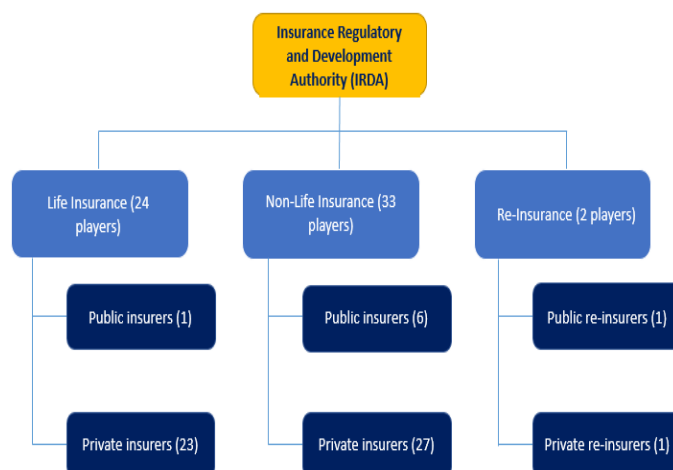 Insurance Regulatory
and Development
Authority (IRDA)
Life Insurance (24
players)
Non-Life Insurance (33
players)
Re-Insurance (2 players)
Public insurers (1)
Public insurers (6)
Public re-insurers (1)
Private insurers (23)
Private insurers (27)
Private re-insurers (1)